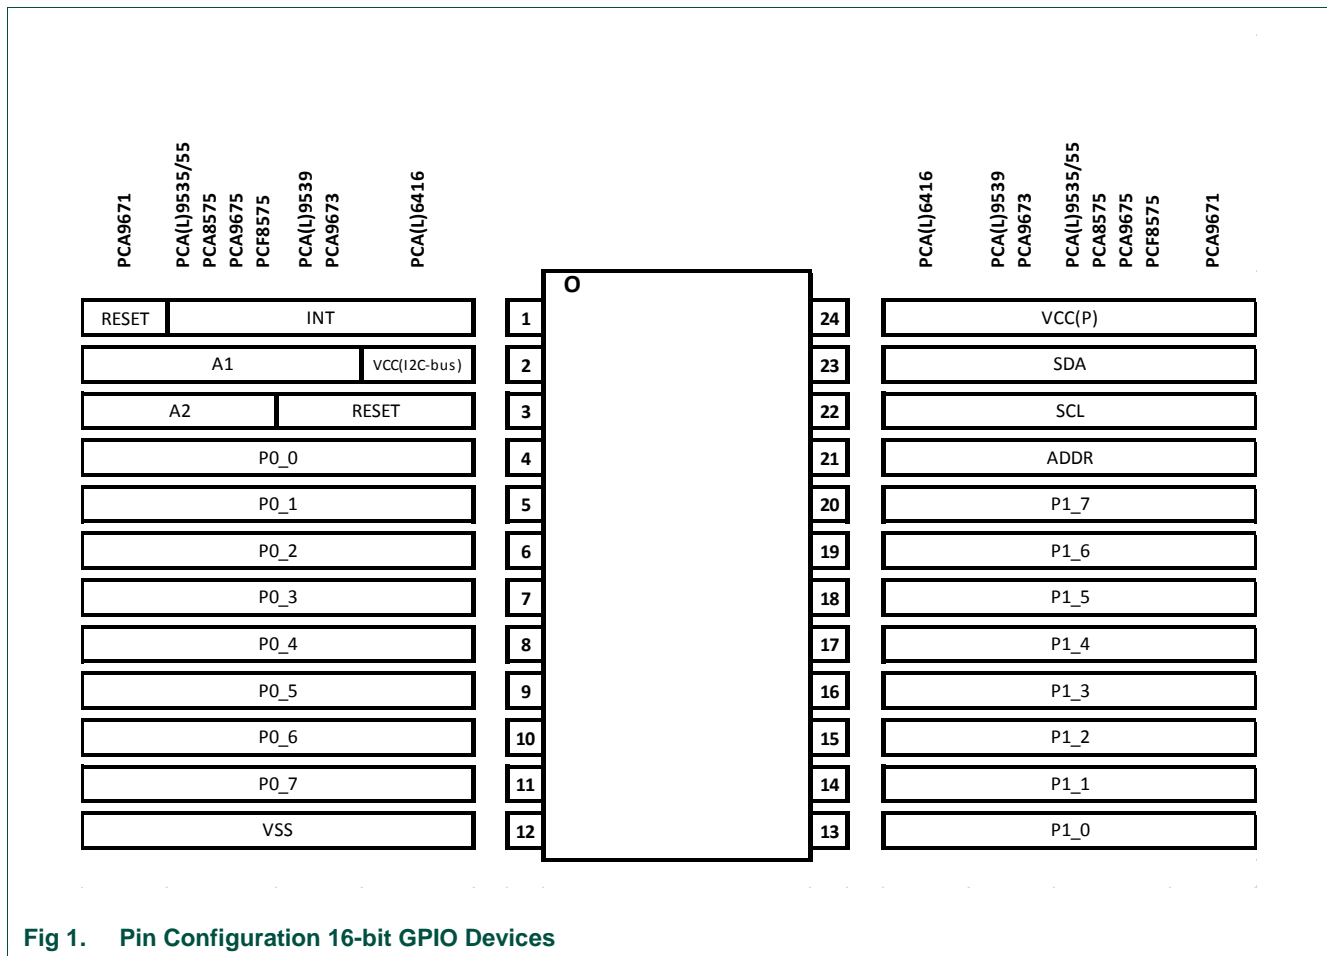 PCA9671 PCA(L)9535/55 PCA8575 PCA9675 PCF8575 PCA(L)9539 PCA9673 PCA(L)6416 PCA(L)6416 PCA(L)9539 PCA9673 PCA(L)9535/55 PCA8575 PCA9675 PCF8575 PCA9671
O
RESET INT 1 24 VCC(P)
A1 VCC(I2C-bus) 2 23 SDA
A2 RESET 3 22 SCL
P0_0 4 21 ADDR
P0_1 5 20 P1_7
P0_2 6 19 P1_6
P0_3 7 18 P1_5
P0_4 8 17 P1_4
P0_5 9 16 P1_3
P0_6 10 15 P1_2
P0_7 11 14 P1_1
VSS 12 13 P1_0
Fig 1. Pin Configuration 16-bit GPIO Devices